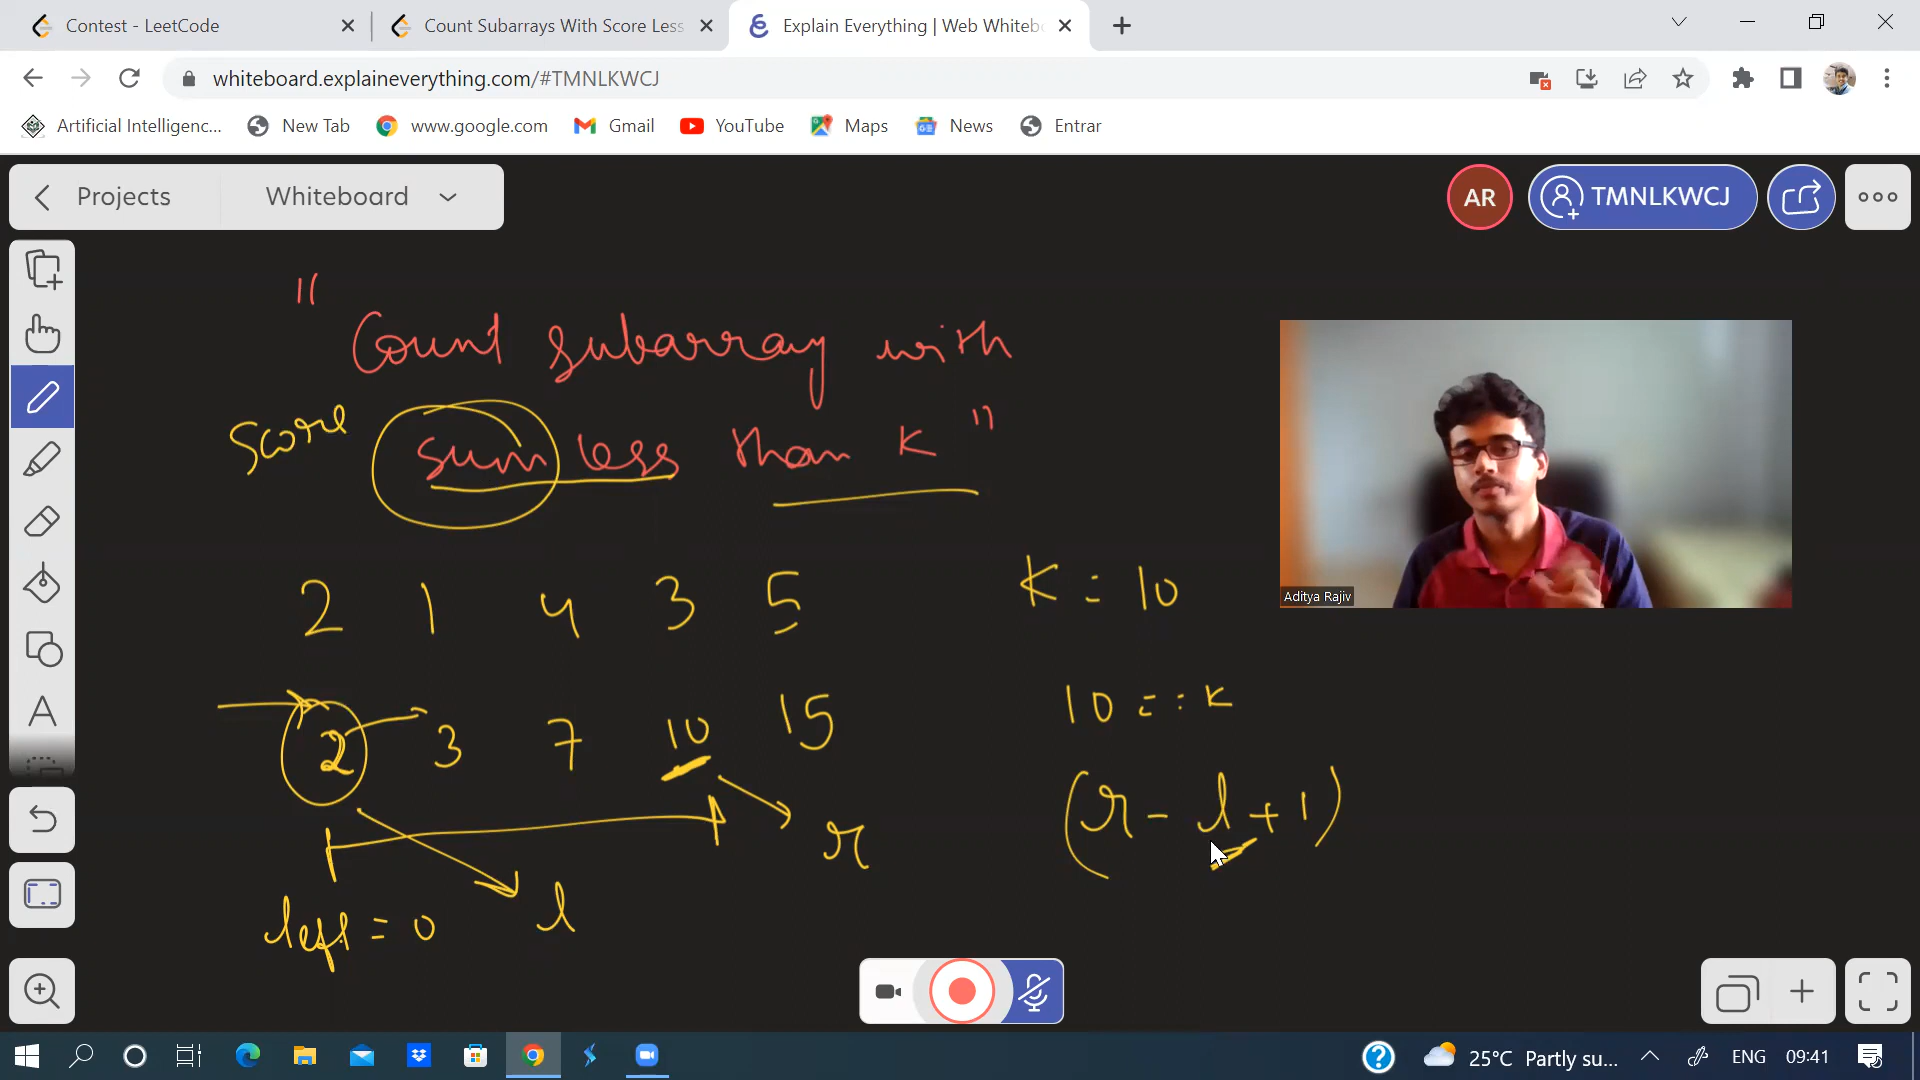 Contest - LeetCode
Count Subarrays With Score Less
Explain Everything | Web Whitebo
whiteboard.explaineverything.com/#TMNLKWCJ
Artificial Intelligenc...
New Tab
www.google.com
Gmail
YouTube
Maps
News
Entrar
Projects
Whiteboard
AR
TMNLKWCJ
"
Count subarray with
score
sum less than k "
2 1 4 3 5
K = 10
2 3 7 10 15
10 == k
(r - l + 1)
r
left = 0
l
Aditya Rajiv
A
25°C Partly su...
ENG
09:41